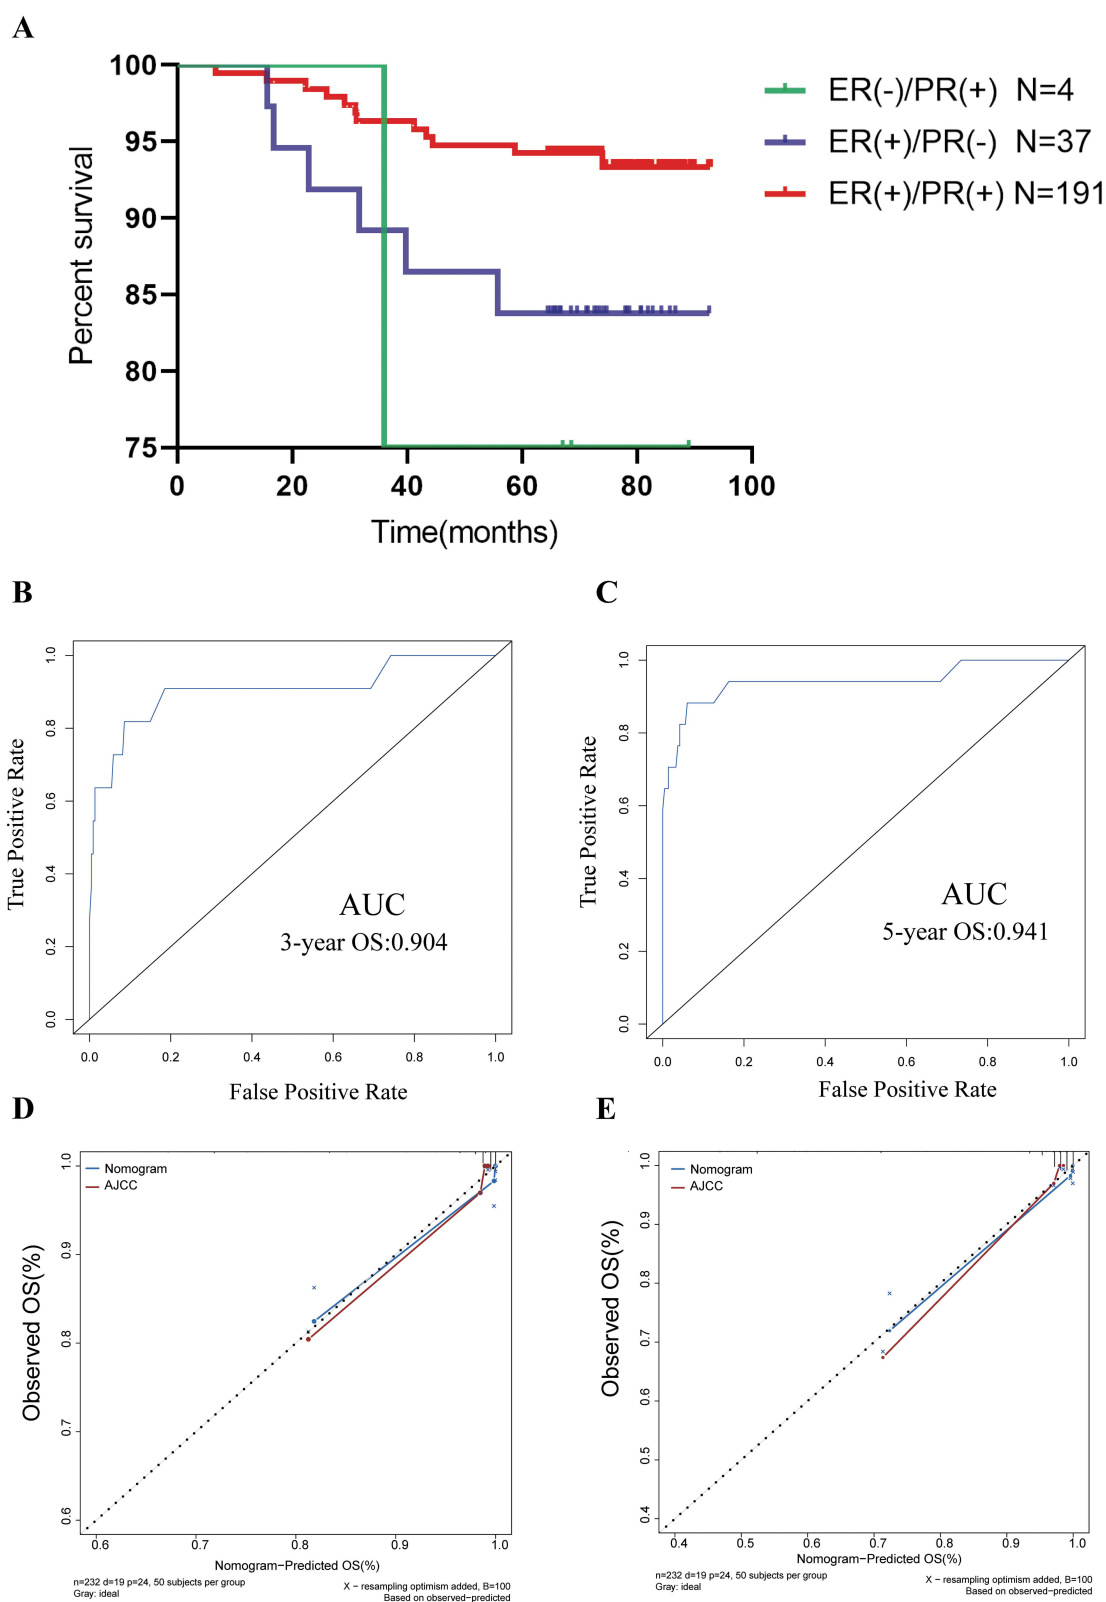 A
100
95
90
85
80
75
Percent survival
0 20 40 60 80 100
Time(months)
ER(-)/PR(+) N=4
ER(+)/PR(-) N=37
ER(+)/PR(+) N=191
B
1.0
0.8
0.6
0.4
0.2
0.0
True Positive Rate
AUC
3-year OS:0.904
0.0 0.2 0.4 0.6 0.8 1.0
False Positive Rate
C
1.0
0.8
0.6
0.4
0.2
0.0
True Positive Rate
AUC
5-year OS:0.941
0.0 0.2 0.4 0.6 0.8 1.0
False Positive Rate
D
Nomogram
AJCC
1.0
0.9
0.8
0.7
0.6
Observed OS(%)
0.6 0.7 0.8 0.9 1.0
Nomogram−Predicted OS(%)
n=232 d=19 p=24, 50 subjects per group
Gray: ideal
X − resampling optimism added, B=100
Based on observed−predicted
E
Nomogram
AJCC
1.0
0.9
0.8
0.7
0.6
0.5
0.4
Observed OS(%)
0.4 0.5 0.6 0.7 0.8 0.9 1.0
Nomogram−Predicted OS(%)
n=232 d=19 p=24, 50 subjects per group
Gray: ideal
X − resampling optimism added, B=100
Based on observed−predicted